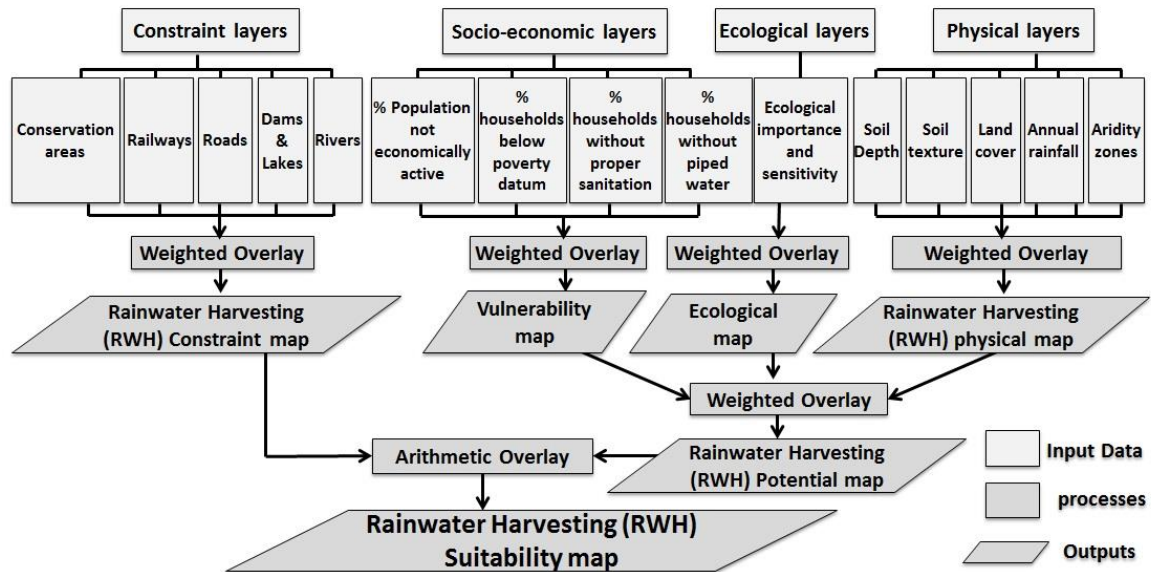 Constraint layers
Socio-economic layers
Ecological layers
Physical layers
Conservation
areas
Railways
Roads
Dams
&
Lakes
Rivers
% Population
not
economically
active
%
households
below
poverty
datum
%
households
without
proper
sanitation
%
households
without
piped
water
Ecological
importance
and
sensitivity
Soil
Depth
Soil
texture
Land
cover
Annual
rainfall
Aridity
zones
Weighted Overlay
Weighted Overlay
Weighted Overlay
Weighted Overlay
Rainwater Harvesting
(RWH) Constraint map
Vulnerability
map
Ecological
map
Rainwater Harvesting
(RWH) physical map
Weighted Overlay
Arithmetic Overlay
Rainwater Harvesting
(RWH) Potential map
Rainwater Harvesting (RWH)
Suitability map
Input Data
processes
Outputs